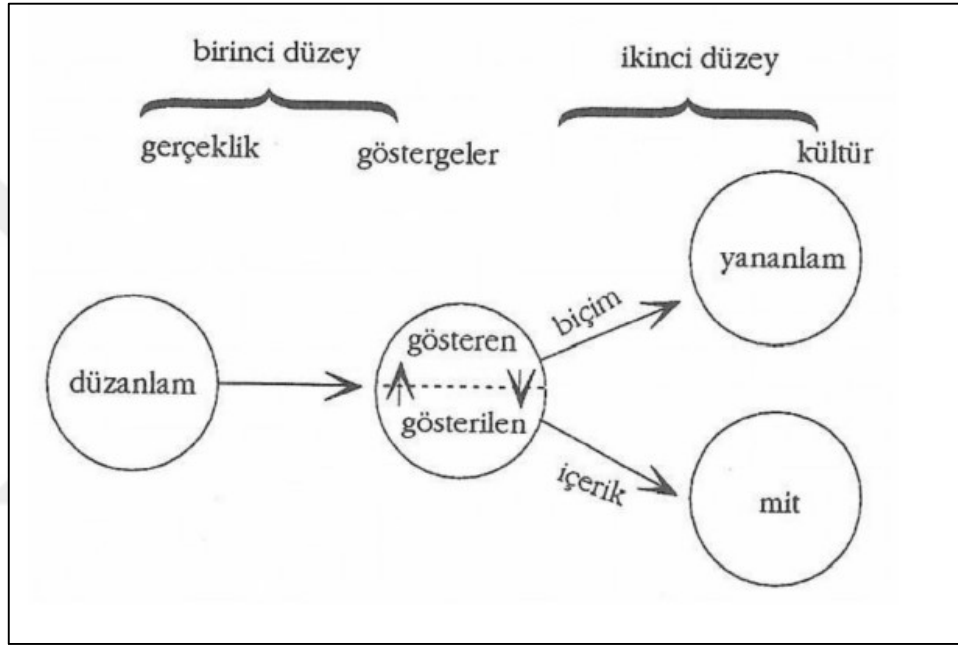 birinci düzey
ikinci düzey
gerçeklik
göstergeler
kültür
yananlam
biçim
gösteren
düzanlam
gösterilen
içerik
mit